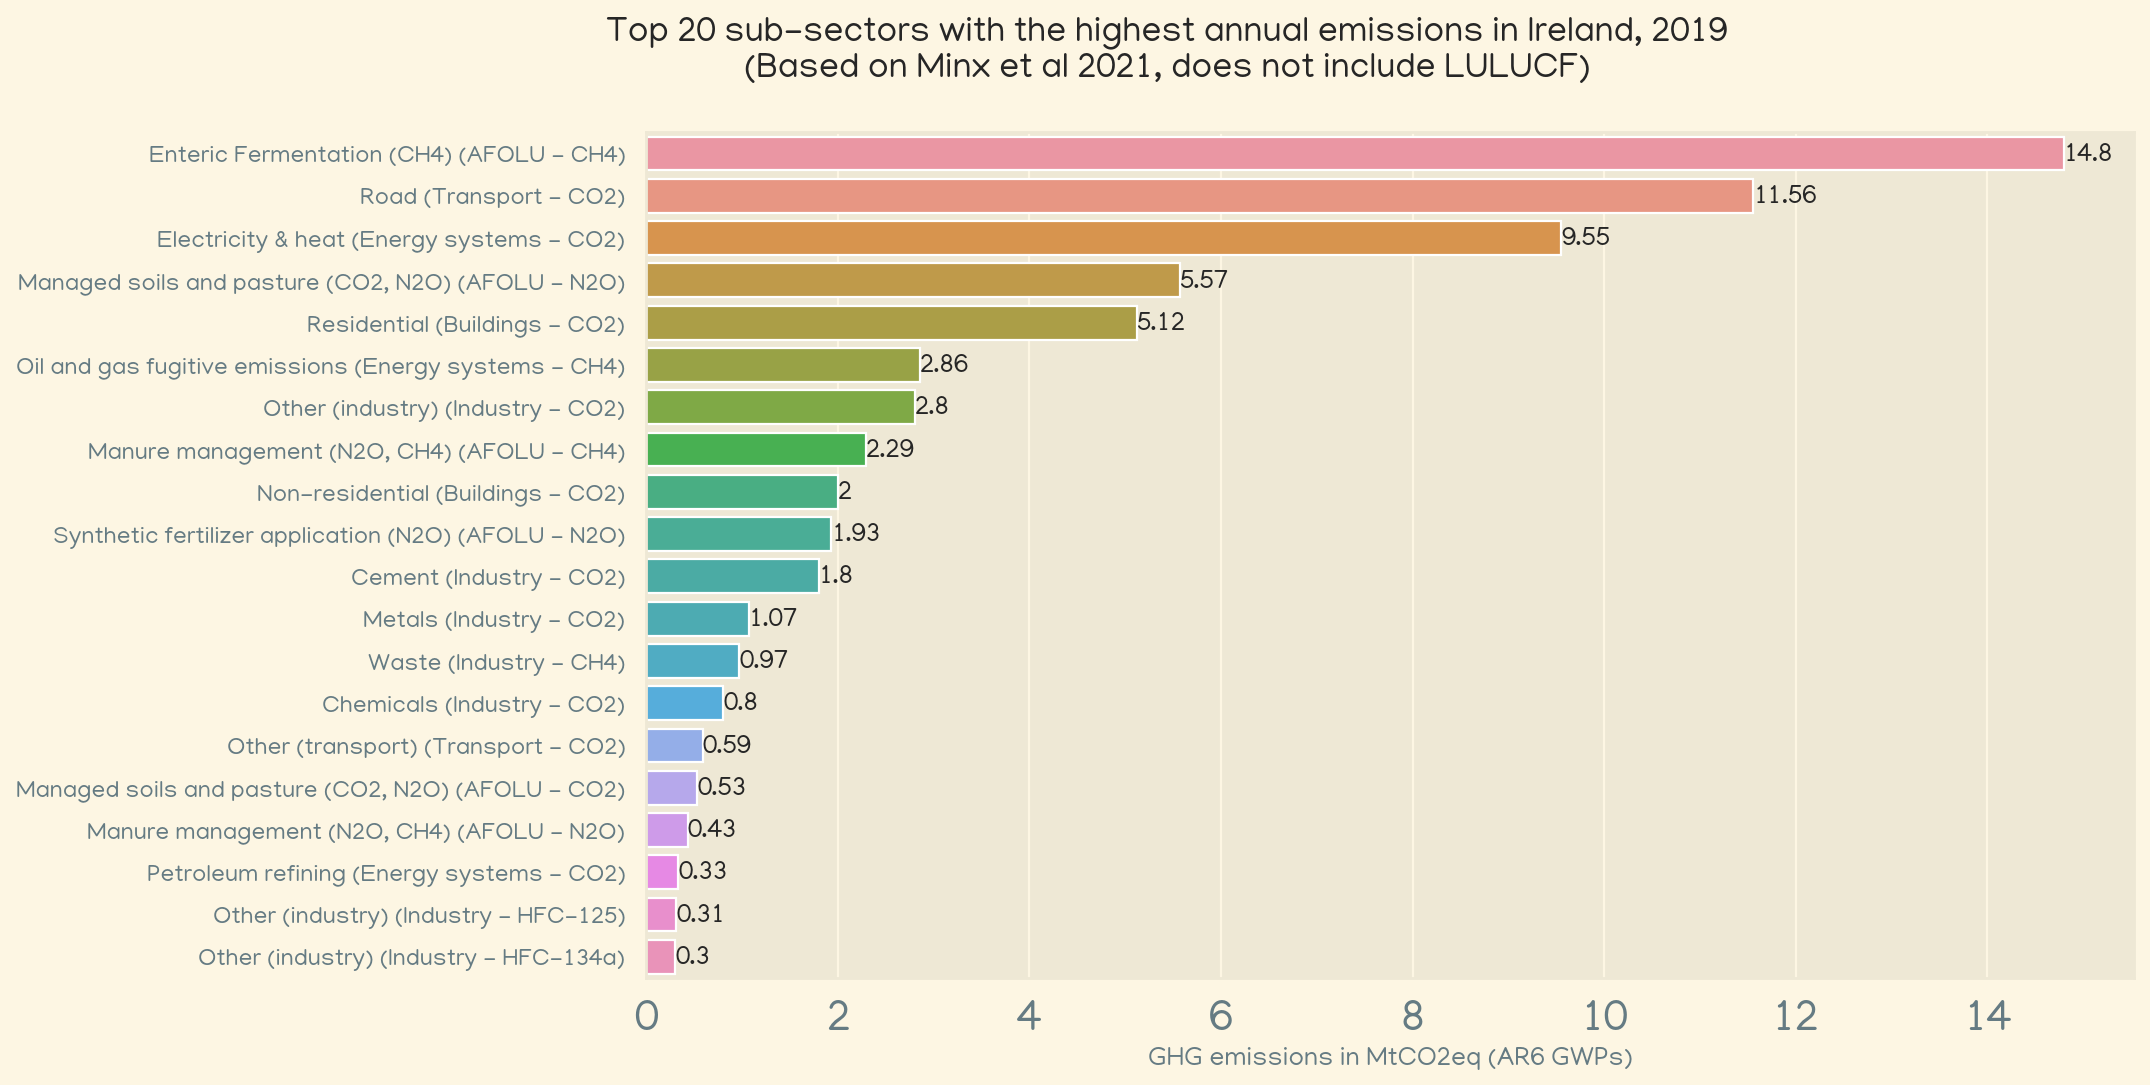 Top 20 sub-sectors with the highest annual emissions in Ireland, 2019
(Based on Minx et al 2021, does not include LULUCF)
Enteric Fermentation (CH4) (AFOLU - CH4) 14.8
Road (Transport - CO2) 11.56
Electricity & heat (Energy systems - CO2) 9.55
Managed soils and pasture (CO2, N2O) (AFOLU - N2O) 5.57
Residential (Buildings - CO2) 5.12
Oil and gas fugitive emissions (Energy systems - CH4) 2.86
Other (industry) (Industry - CO2) 2.8
Manure management (N2O, CH4) (AFOLU - CH4) 2.29
Non-residential (Buildings - CO2) 2
Synthetic fertilizer application (N2O) (AFOLU - N2O) 1.93
Cement (Industry - CO2) 1.8
Metals (Industry - CO2) 1.07
Waste (Industry - CH4) 0.97
Chemicals (Industry - CO2) 0.8
Other (transport) (Transport - CO2) 0.59
Managed soils and pasture (CO2, N2O) (AFOLU - CO2) 0.53
Manure management (N2O, CH4) (AFOLU - N2O) 0.43
Petroleum refining (Energy systems - CO2) 0.33
Other (industry) (Industry - HFC-125) 0.31
Other (industry) (Industry - HFC-134a) 0.3
0 2 4 6 8 10 12 14
GHG emissions in MtCO2eq (AR6 GWPs)